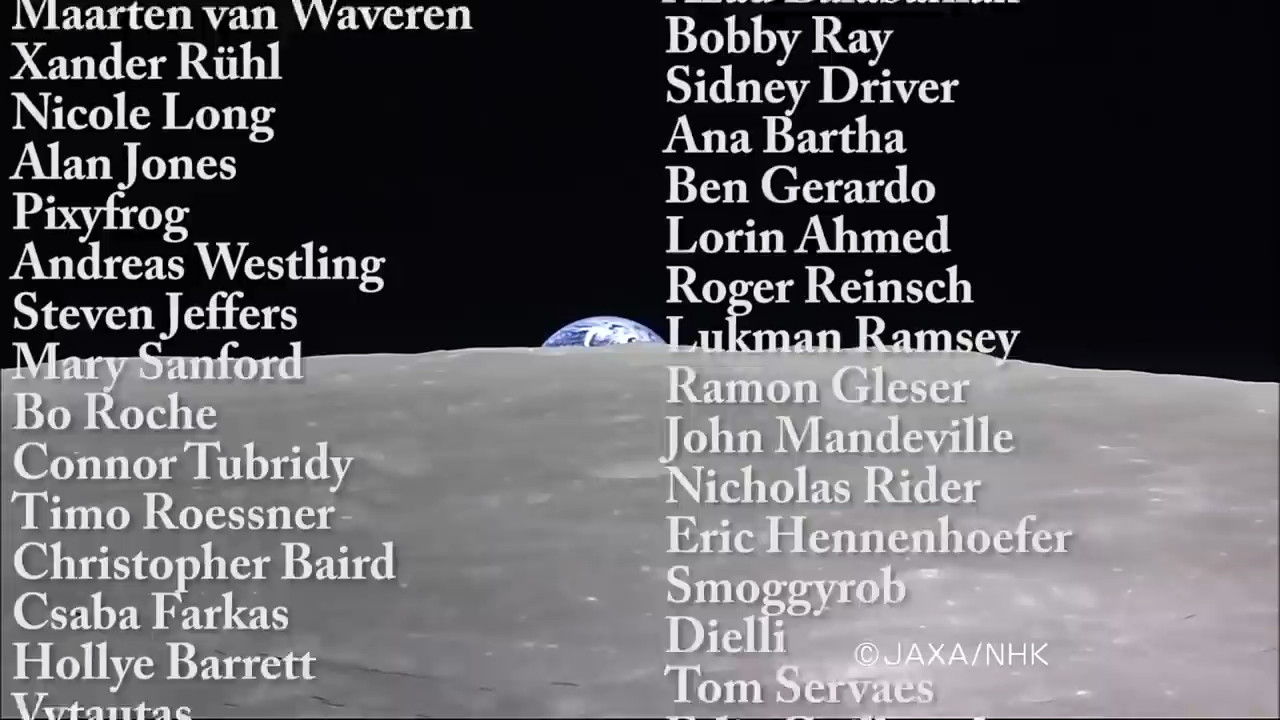 Maarten van Waveren
Xander Rühl
Nicole Long
Alan Jones
Pixyfrog
Andreas Westling
Steven Jeffers
Mary Sanford
Bo Roche
Connor Tubridy
Timo Roessner
Christopher Baird
Csaba Farkas
Hollye Barrett
Vytautas
Bobby Ray
Sidney Driver
Ana Bartha
Ben Gerardo
Lorin Ahmed
Roger Reinsch
Lukman Ramsey
Ramon Gleser
John Mandeville
Nicholas Rider
Eric Hennenhoefer
Smoggyrob
Dielli
Tom Servaes
©JAXA/NHK